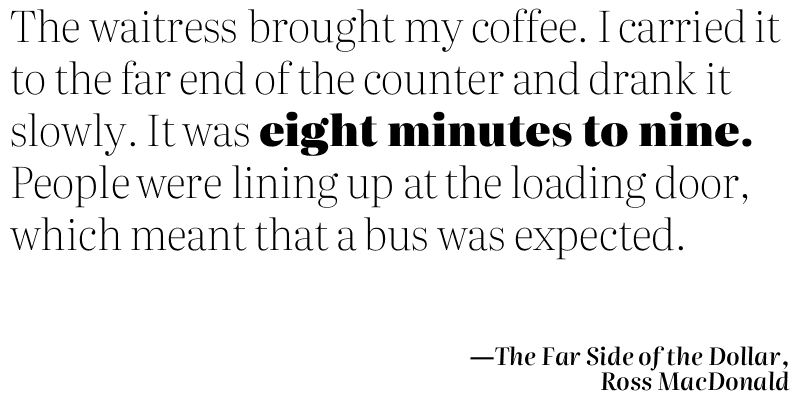 The waitress brought my coffee. I carried it
to the far end of the counter and drank it
slowly. It was eight minutes to nine.
People were lining up at the loading door,
which meant that a bus was expected.
—The Far Side of the Dollar,
Ross MacDonald